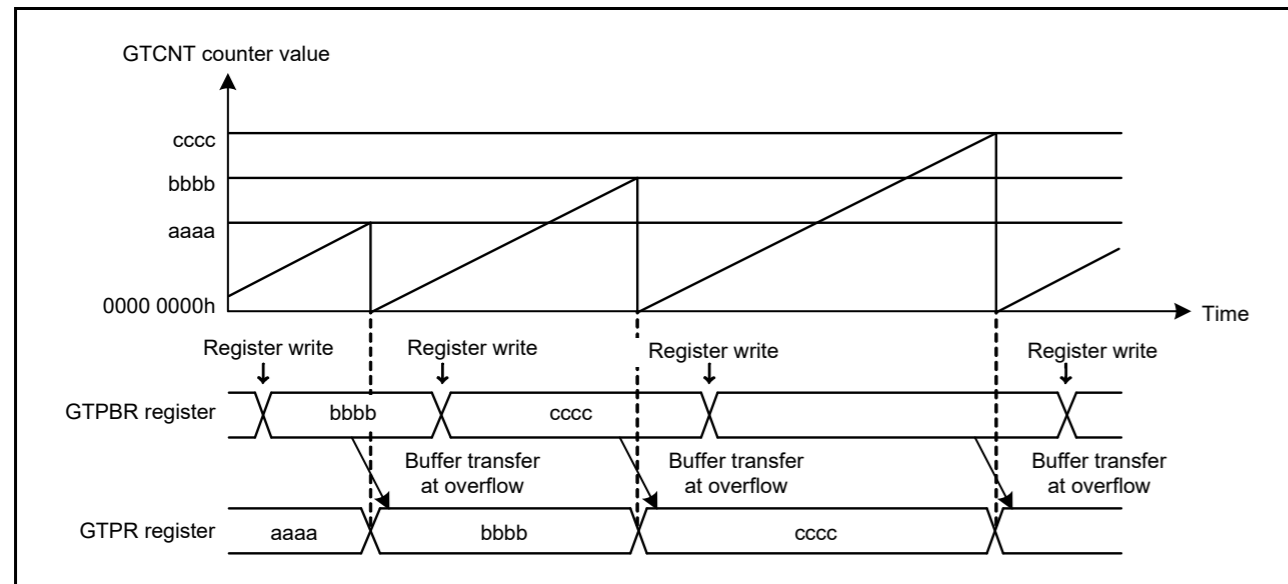 GTCNT counter value
cccc
bbbb
aaaa
0000 0000h
Time
Register write
Register write
Register write
Register write
GTPBR register
bbbb
cccc
Buffer transfer
at overflow
Buffer transfer
at overflow
Buffer transfer
at overflow
GTPR register
aaaa
bbbb
cccc